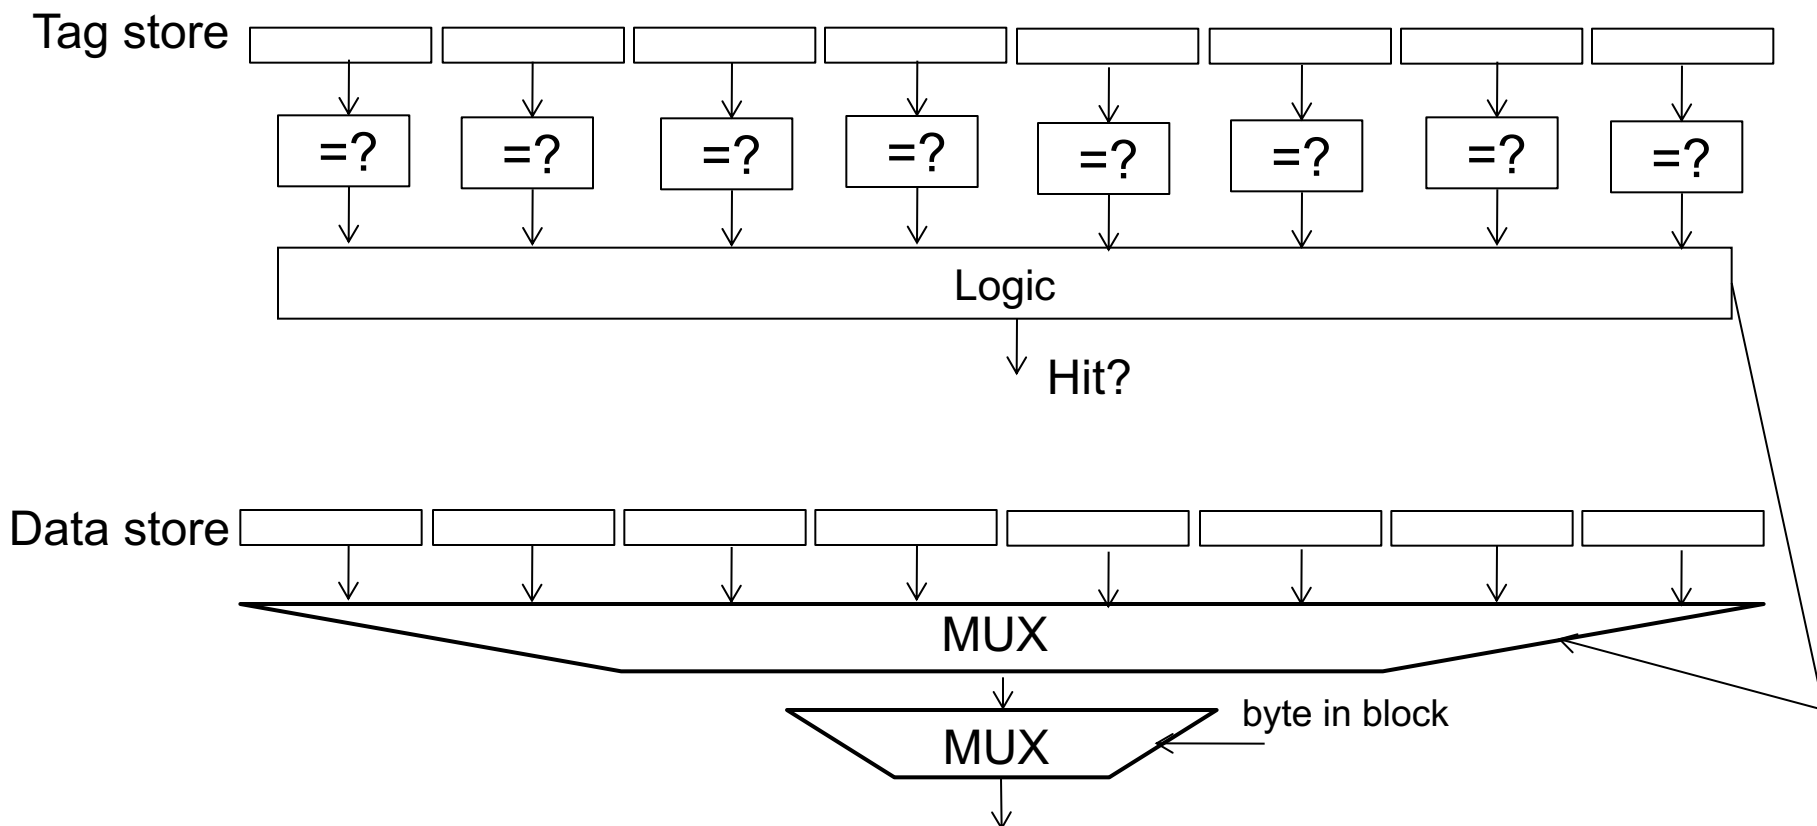 Tag store
=? =? =? =? =? =? =? =?
Logic
Hit?
Data store
MUX
byte in block
MUX